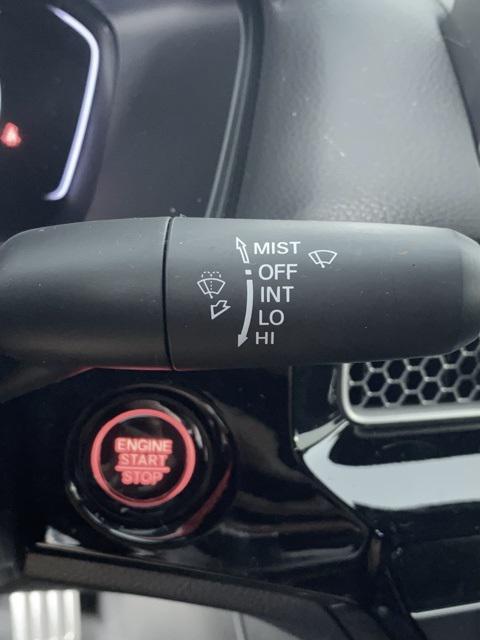 MIST
OFF
INT
LO
HI
ENGINE
START
STOP